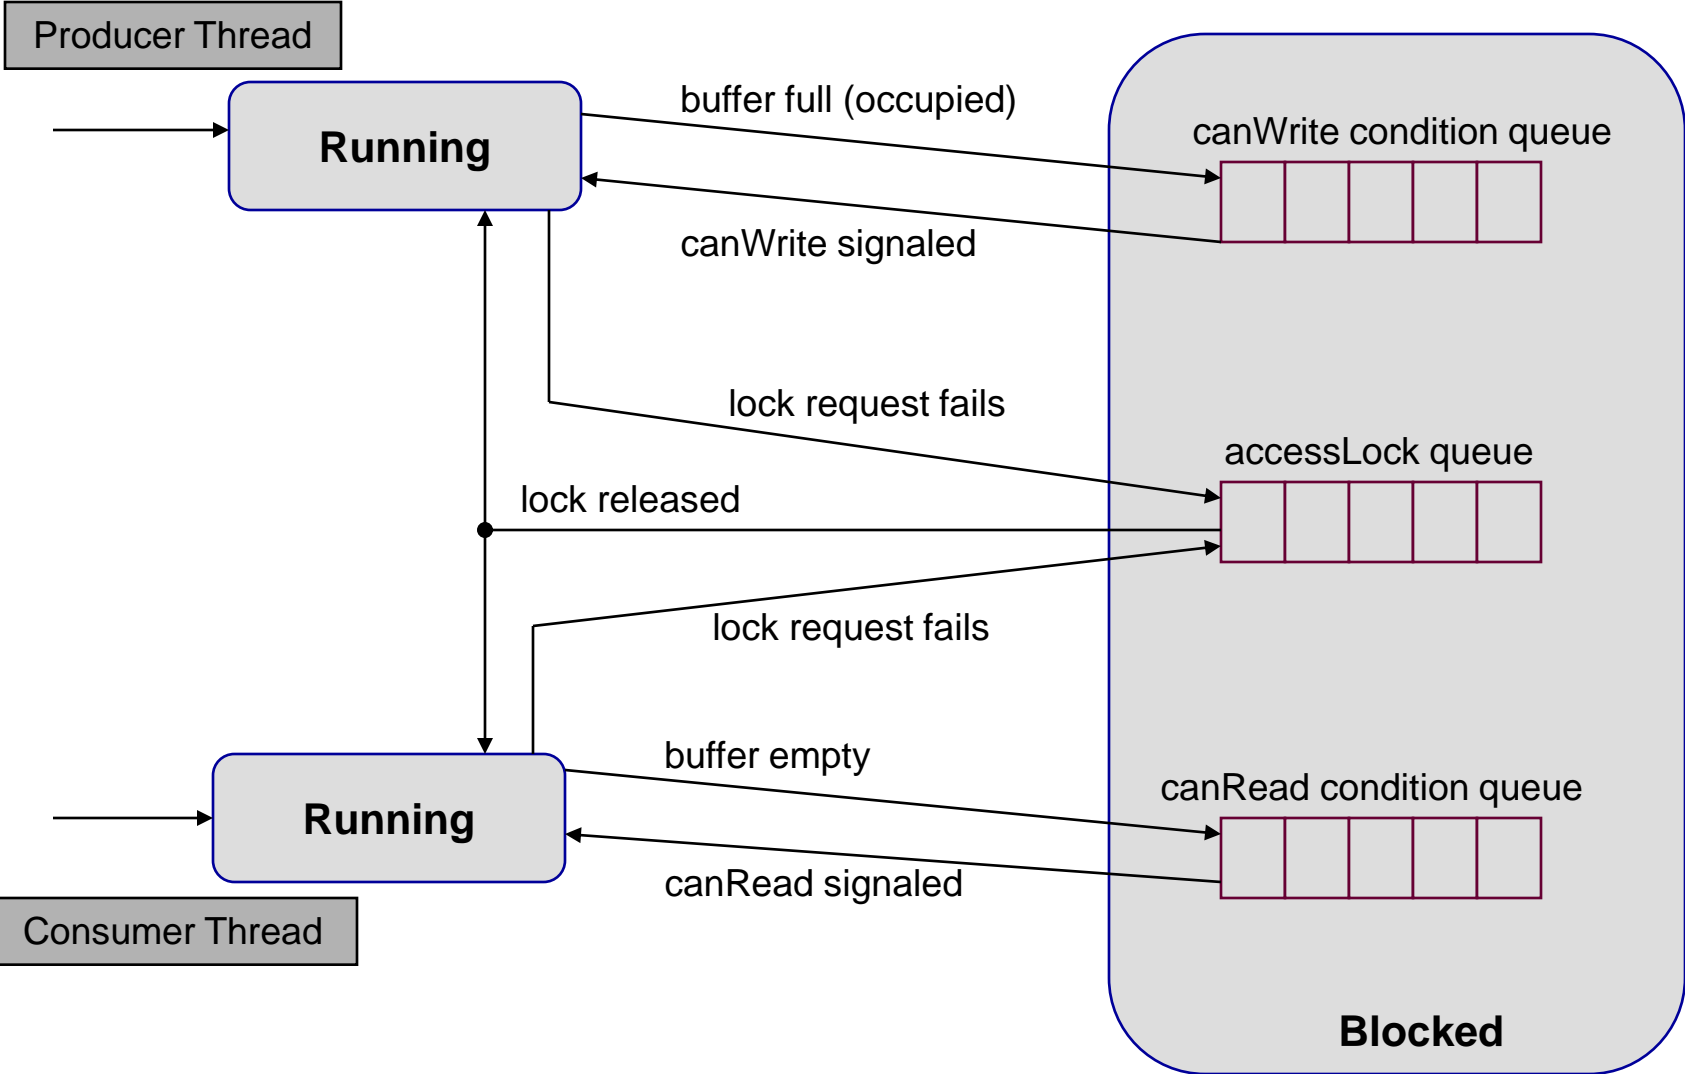 Producer Thread
Running
buffer full (occupied)
canWrite condition queue
canWrite signaled
lock request fails
accessLock queue
lock released
lock request fails
buffer empty
canRead condition queue
Running
canRead signaled
Consumer Thread
Blocked